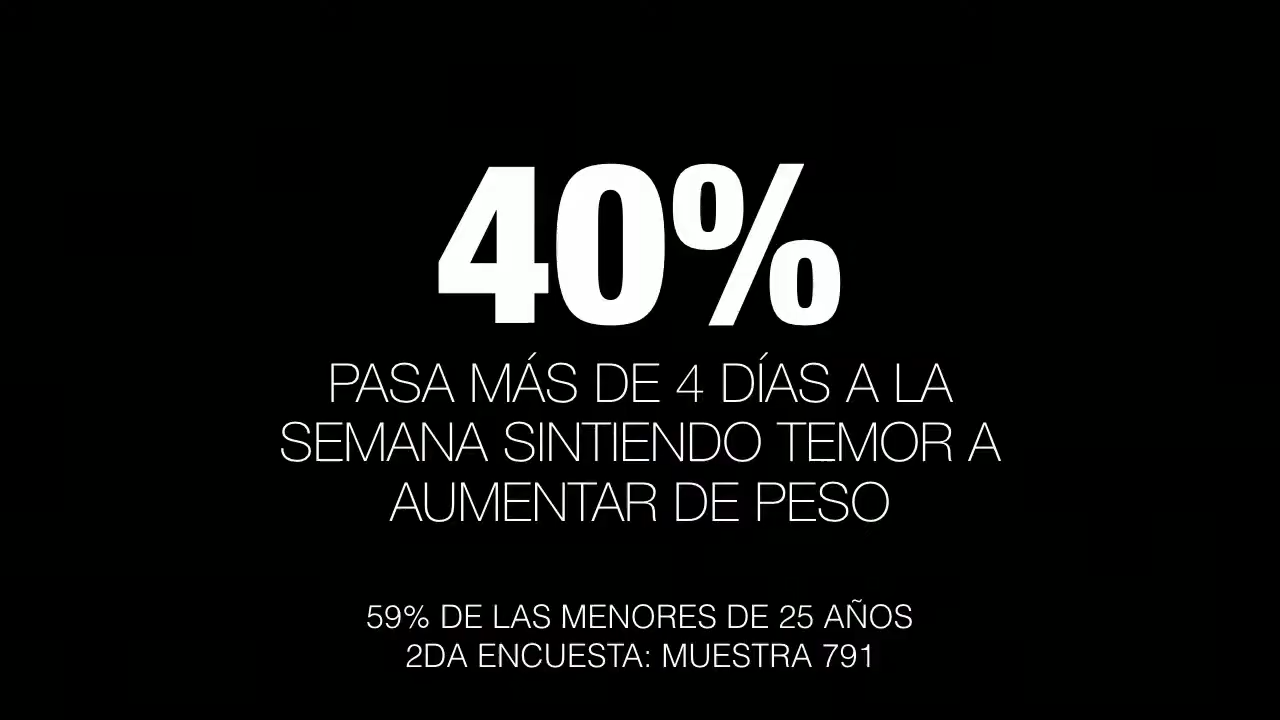 40%
PASA MÁS DE 4 DÍAS A LA
SEMANA SINTIENDO TEMOR A
AUMENTAR DE PESO
59% DE LAS MENORES DE 25 AÑOS
2DA ENCUESTA: MUESTRA 791